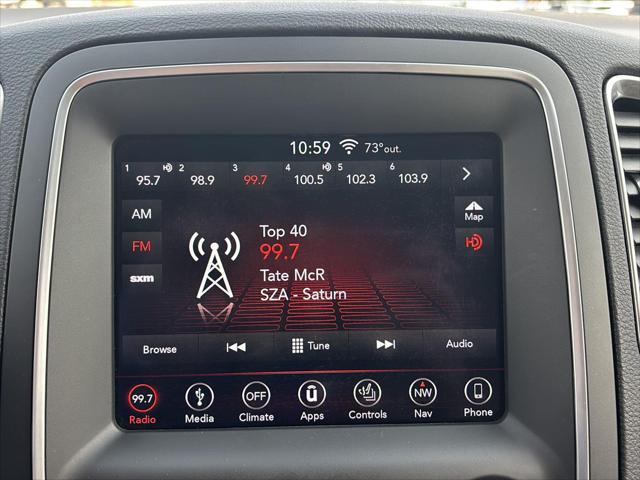 10:59 73°out.
1 2 3 4 5 6
95.7 98.9 99.7 100.5 102.3 103.9
AM
Map
Top 40
FM
99.7
Tate McR
sxm
SZA - Saturn
Browse Tune Audio
99.7 OFF u NW
Radio Media Climate Apps Controls Nav Phone